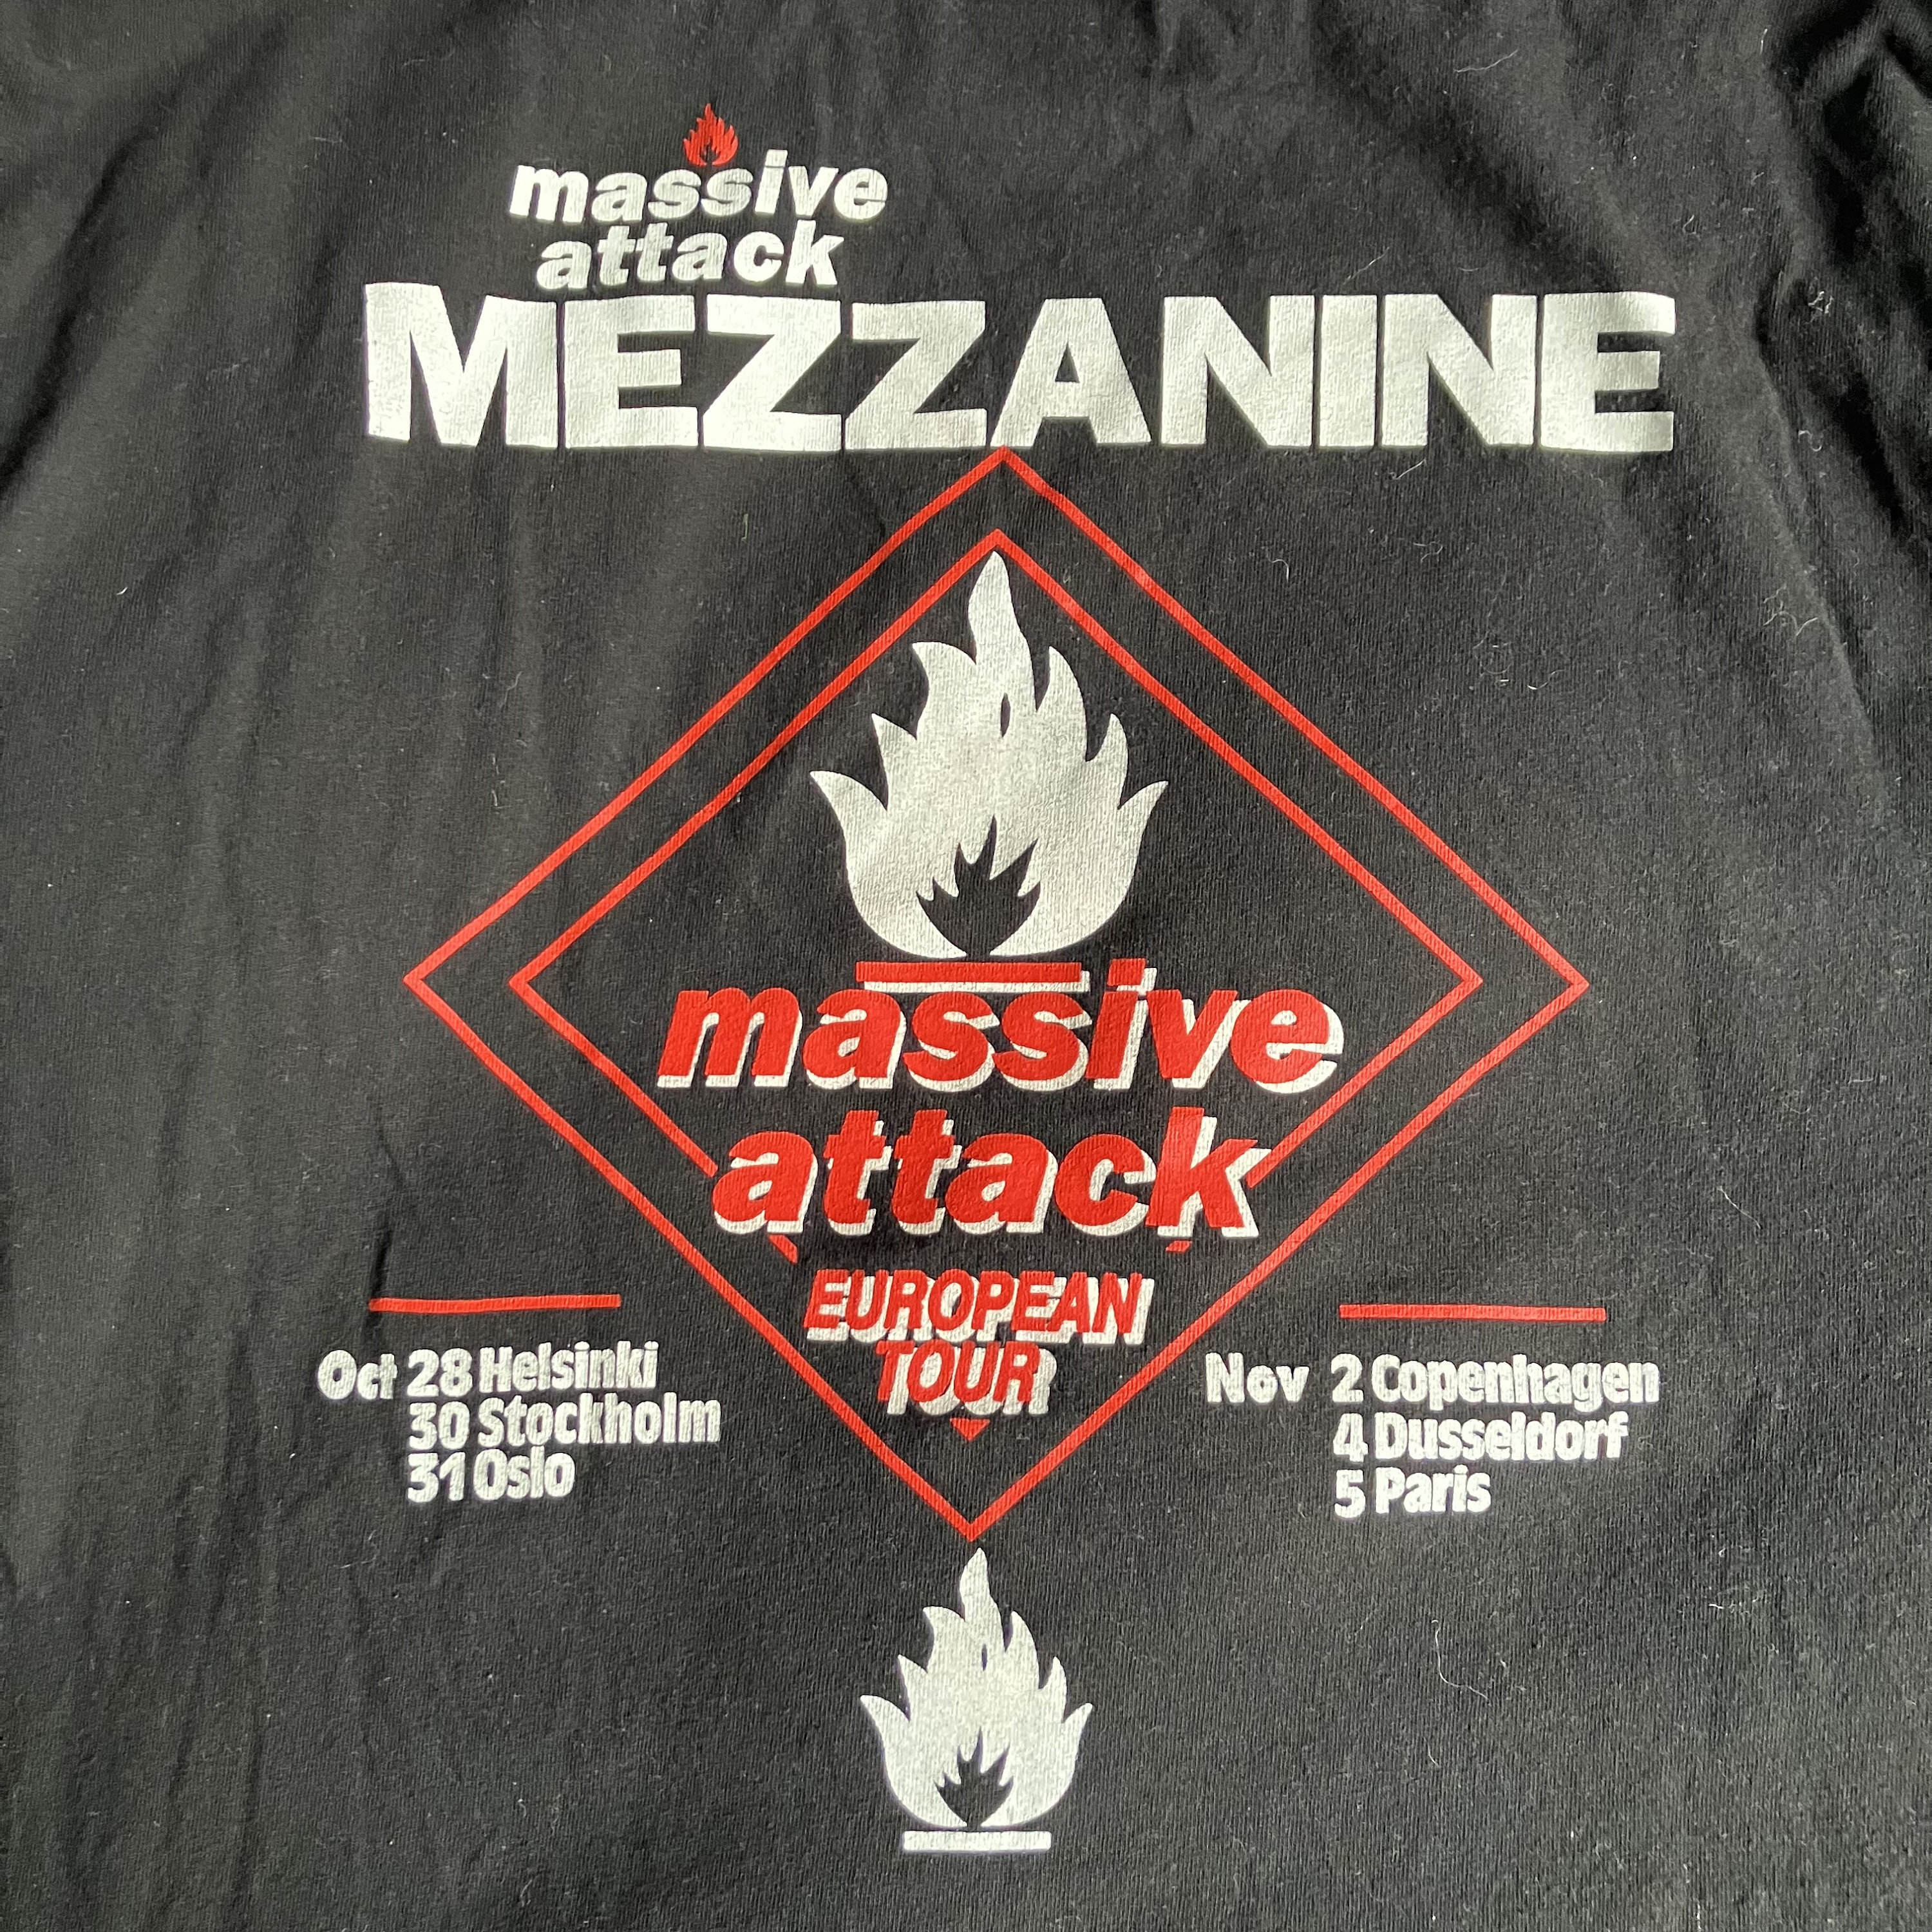 massive
attack
MEZZANINE
massive
attack
EUROPEAN
TOUR
Oct 28 Helsinki
30 Stockholm
31 Oslo
Nov 2 Copenhagen
4 Dusseldorf
5 Paris